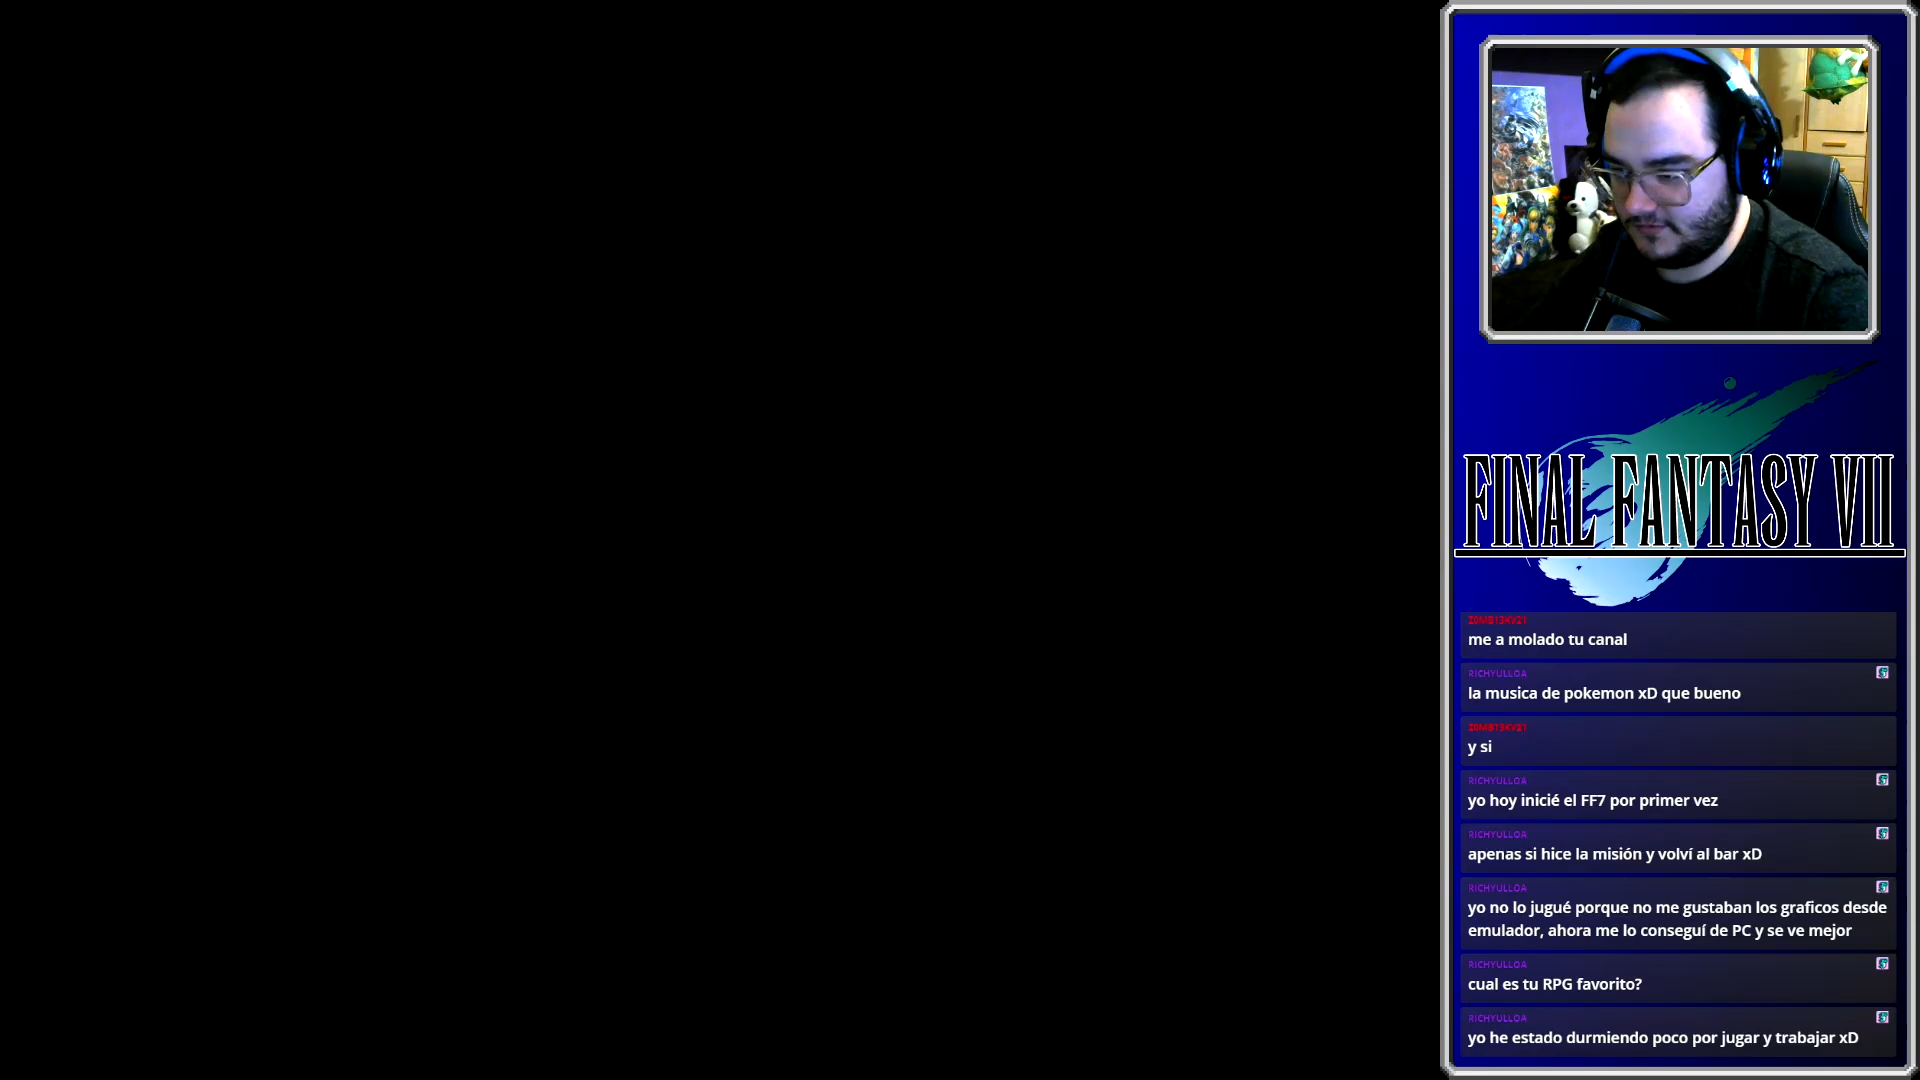 FINAL FANTASY VII
Z0MB13KV21
me a molado tu canal
RICHYULLOA
la musica de pokemon xD que bueno
Z0MB13KV21
y si
RICHYULLOA
yo hoy inicié el FF7 por primer vez
RICHYULLOA
apenas si hice la misión y volví al bar xD
RICHYULLOA
yo no lo jugué porque no me gustaban los graficos desde
emulador, ahora me lo conseguí de PC y se ve mejor
RICHYULLOA
cual es tu RPG favorito?
RICHYULLOA
yo he estado durmiendo poco por jugar y trabajar xD